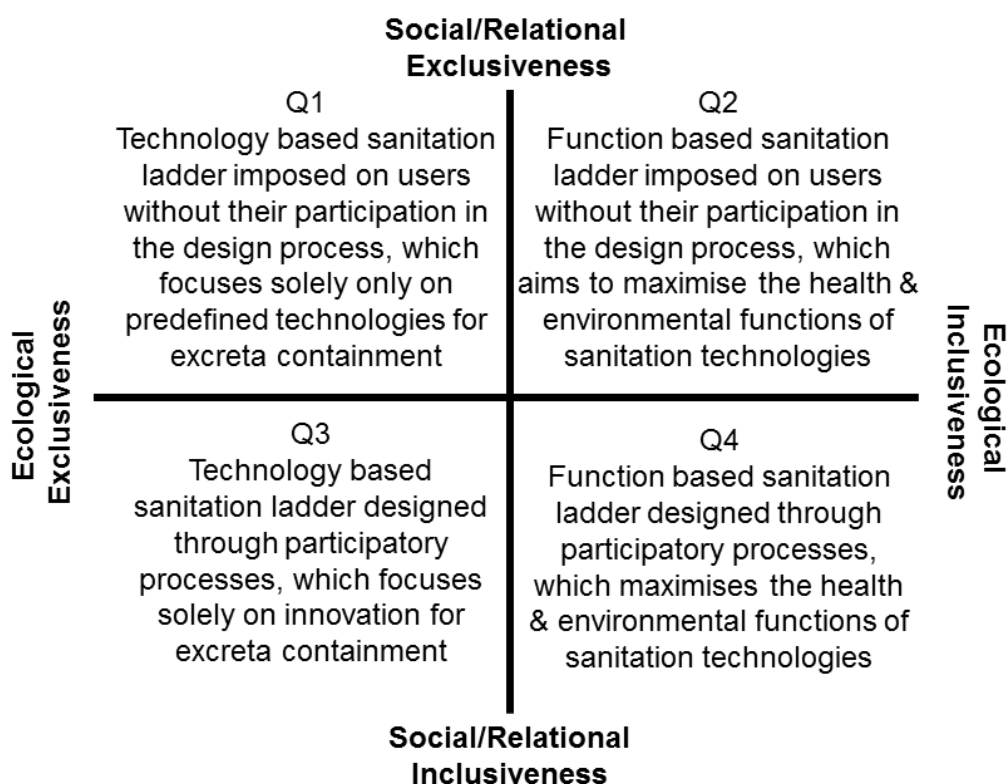 Social/Relational
Exclusiveness
Q1
Technology based sanitation
ladder imposed on users
without their participation in
the design process, which
focuses solely only on
predefined technologies for
excreta containment
Q2
Function based sanitation
ladder imposed on users
without their participation in
the design process, which
aims to maximise the health &
environmental functions of
sanitation technologies
Ecological
Exclusiveness
Ecological
Inclusiveness
Q3
Technology based
sanitation ladder designed
through participatory
processes, which focuses
solely on innovation for
excreta containment
Q4
Function based sanitation
ladder designed through
participatory processes,
which maximises the health
& environmental functions of
sanitation technologies
Social/Relational
Inclusiveness